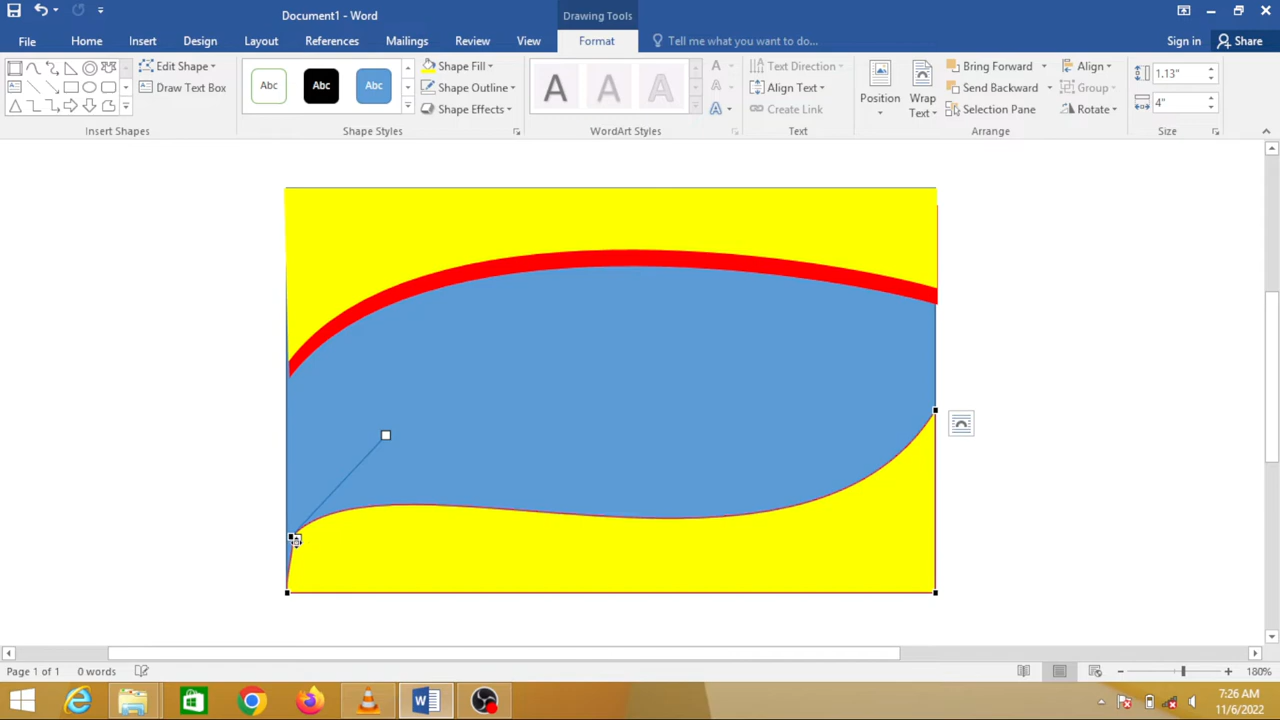 Document1 - Word
Drawing Tools
File Home Insert Design Layout References Mailings Review View Format Tell me what you want to do... Sign in Share
Edit Shape
Draw Text Box
Insert Shapes
Abc Abc Abc
Shape Fill
Shape Outline
Shape Effects
Shape Styles
A A A
WordArt Styles
Text Direction
Align Text
Create Link
Text
Position
Wrap
Text
Bring Forward
Send Backward
Selection Pane
Align
Group
Rotate
Arrange
1.13"
4"
Size
Page 1 of 1 0 words 180%
7:26 AM
11/6/2022